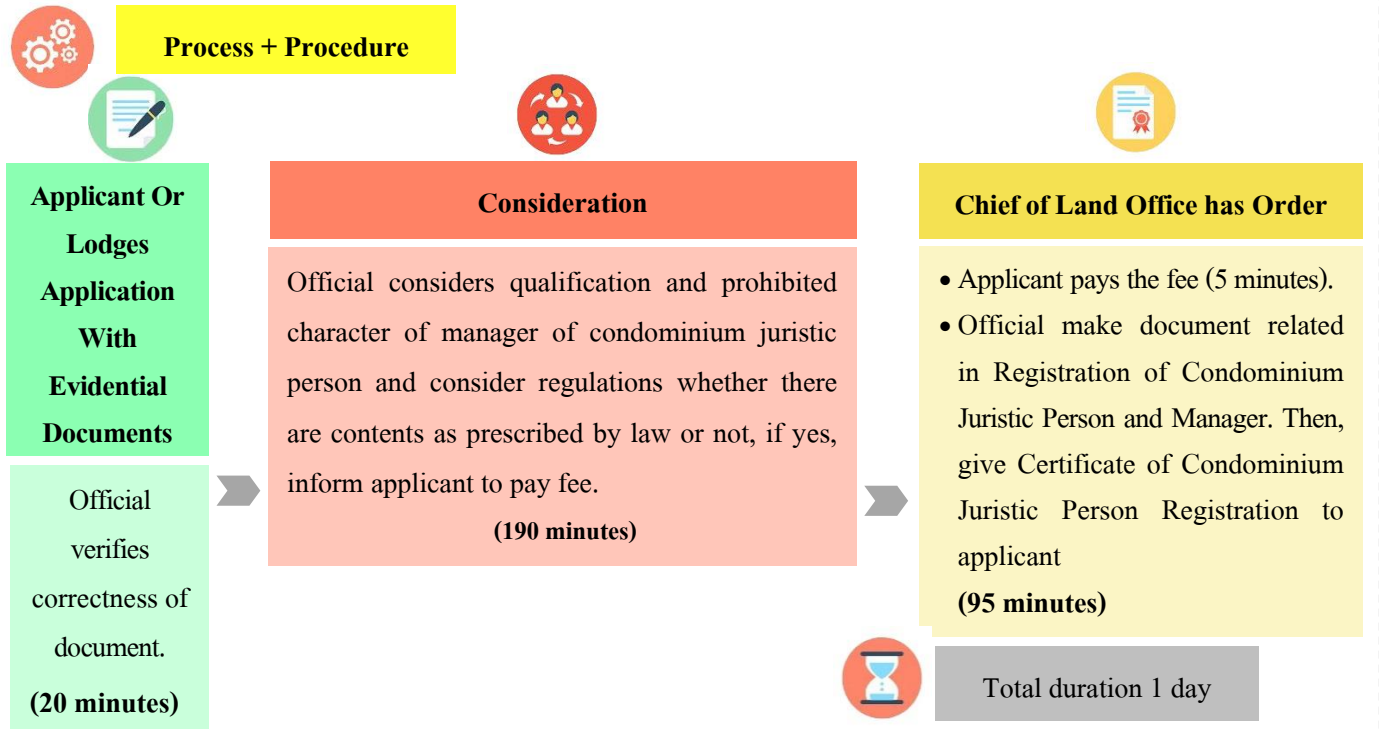 Process + Procedure
Applicant Or
Lodges
Application
With
Evidential
Documents
Official
verifies
correctness of
document.
(20 minutes)
Consideration
Official considers qualification and prohibited
character of manager of condominium juristic
person and consider regulations whether there
are contents as prescribed by law or not, if yes,
inform applicant to pay fee.
(190 minutes)
Chief of Land Office has Order
• Applicant pays the fee (5 minutes).
• Official make document related
in Registration of Condominium
Juristic Person and Manager. Then,
give Certificate of Condominium
Juristic Person Registration to
applicant
(95 minutes)
Total duration 1 day